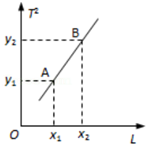 T²
y₂ B
y₁ A
O x₁ x₂ L